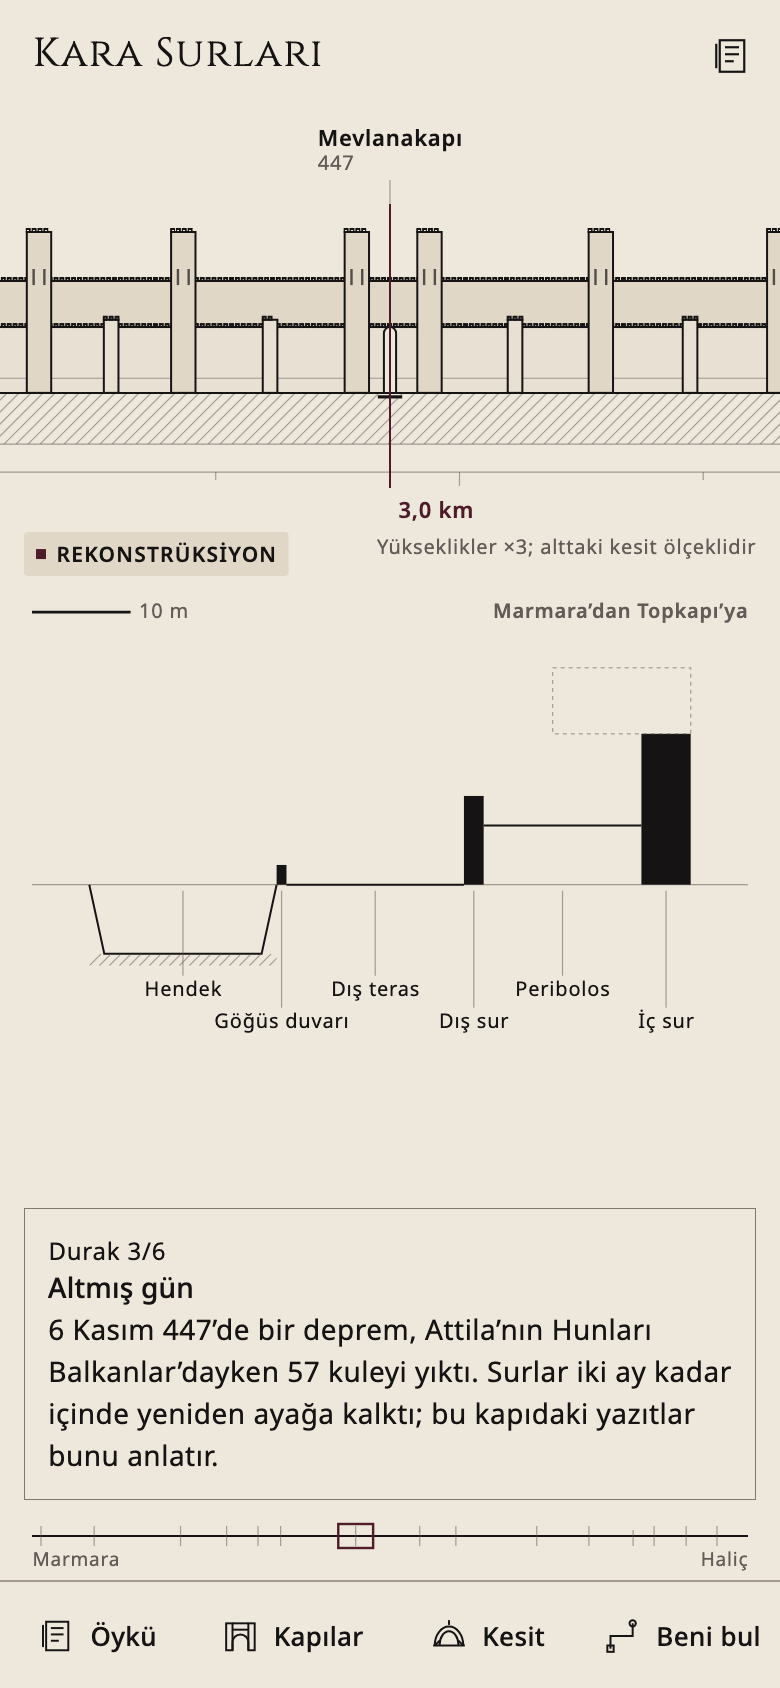 Kara Surları
Mevlanakapı
447
3,0 km
REKONSTRÜKSİYON
Yükseklikler ×3; alttaki kesit ölçeklidir
10 m
Marmara’dan Topkapı’ya
Hendek
Dış teras
Peribolos
Göğüs duvarı
Dış sur
İç sur
Durak 3/6
Altmış gün
6 Kasım 447’de bir deprem, Attila’nın Hunları
Balkanlar’dayken 57 kuleyi yıktı. Surlar iki ay kadar
içinde yeniden ayağa kalktı; bu kapıdaki yazıtlar
bunu anlatır.
Marmara
Haliç
Öykü
Kapılar
Kesit
Beni bul